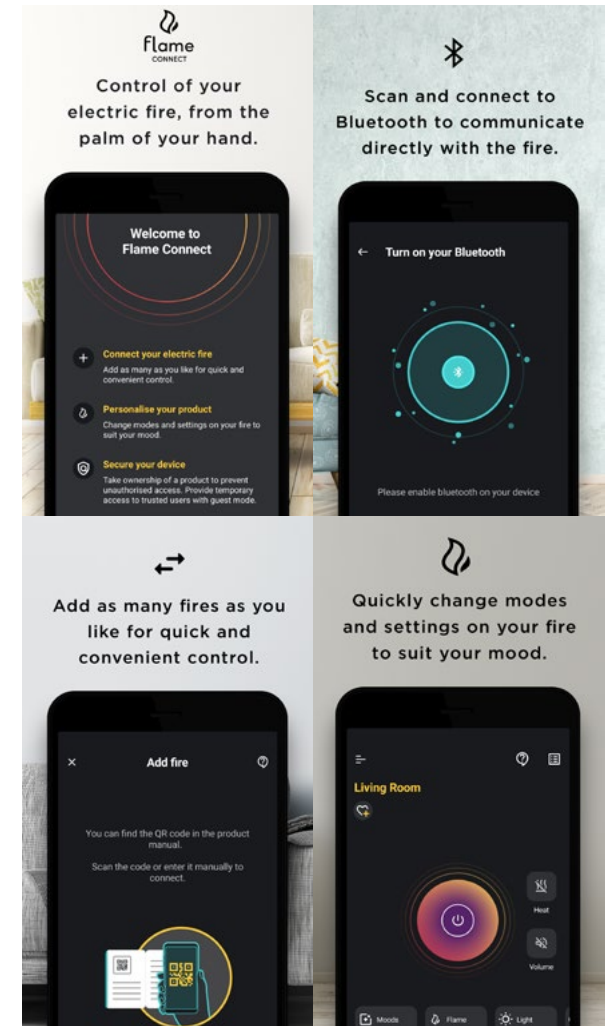 Flame
CONNECT
Control of your
electric fire, from the
palm of your hand.
Welcome to
Flame Connect
Connect your electric fire
Add as many as you like for quick and
convenient control.
Personalise your product
Change modes and settings on your fire to
suit your mood.
Secure your device
Take ownership of a product to prevent
unauthorised access. Provide temporary
access to trusted users with guest mode.
Scan and connect to
Bluetooth to communicate
directly with the fire.
Turn on your Bluetooth
Please enable bluetooth on your device
Add as many fires as you
like for quick and
convenient control.
Add fire
You can find the QR code in the product
manual.
Scan the code or enter it manually to
connect.
Quickly change modes
and settings on your fire
to suit your mood.
Living Room
Heat
Volume
Moods
Flame
Light